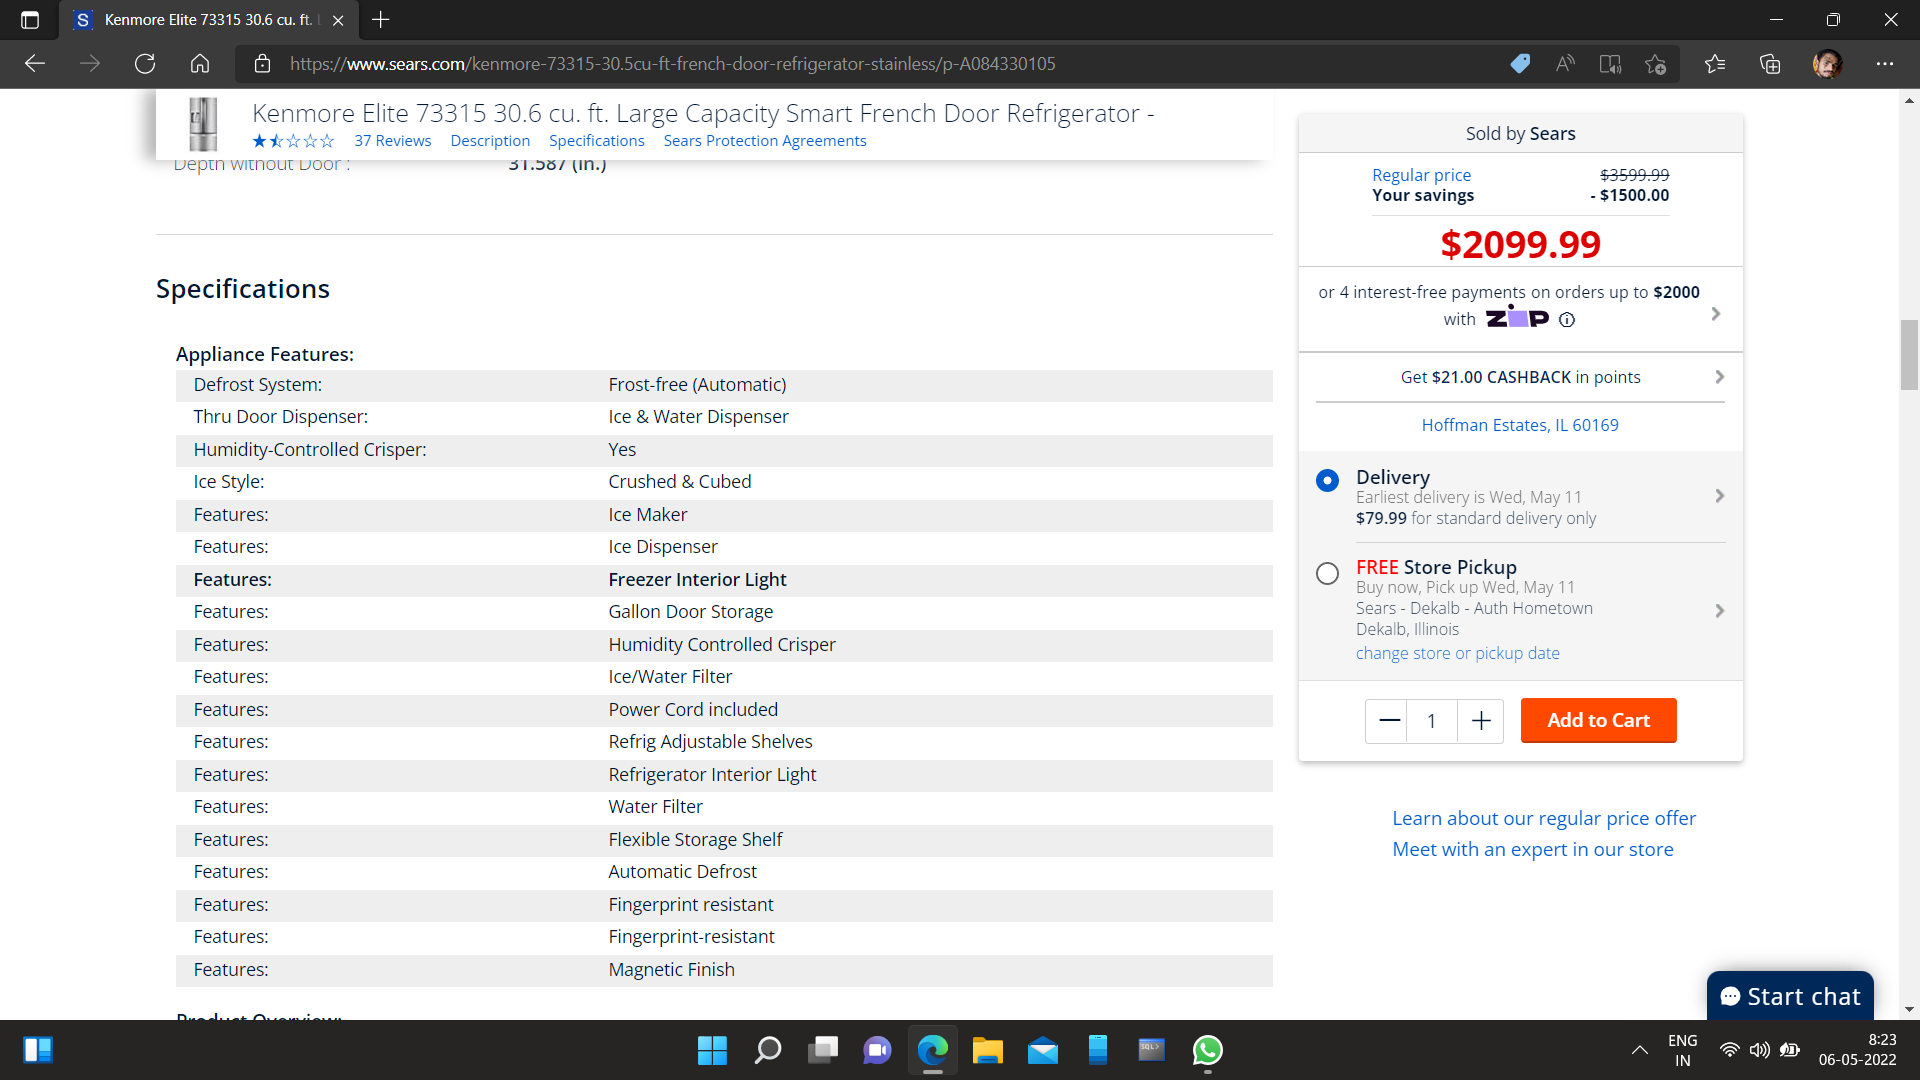 Kenmore Elite 73315 30.6 cu. ft. L
https://www.sears.com/kenmore-73315-30.5cu-ft-french-door-refrigerator-stainless/p-A084330105
Kenmore Elite 73315 30.6 cu. ft. Large Capacity Smart French Door Refrigerator -
37 Reviews Description Specifications Sears Protection Agreements
Depth without Door : 31.587 (in.)
Specifications
Appliance Features:
Defrost System: Frost-free (Automatic)
Thru Door Dispenser: Ice & Water Dispenser
Humidity-Controlled Crisper: Yes
Ice Style: Crushed & Cubed
Features: Ice Maker
Features: Ice Dispenser
Features: Freezer Interior Light
Features: Gallon Door Storage
Features: Humidity Controlled Crisper
Features: Ice/Water Filter
Features: Power Cord included
Features: Refrig Adjustable Shelves
Features: Refrigerator Interior Light
Features: Water Filter
Features: Flexible Storage Shelf
Features: Automatic Defrost
Features: Fingerprint resistant
Features: Fingerprint-resistant
Features: Magnetic Finish
Product Overview:
Sold by Sears
Regular price $3599.99
Your savings - $1500.00
$2099.99
or 4 interest-free payments on orders up to $2000
with ZIP
Get $21.00 CASHBACK in points
Hoffman Estates, IL 60169
Delivery
Earliest delivery is Wed, May 11
$79.99 for standard delivery only
FREE Store Pickup
Buy now, Pick up Wed, May 11
Sears - Dekalb - Auth Hometown
Dekalb, Illinois
change store or pickup date
1 Add to Cart
Learn about our regular price offer
Meet with an expert in our store
Start chat
SQL>
ENG
IN
8:23
06-05-2022